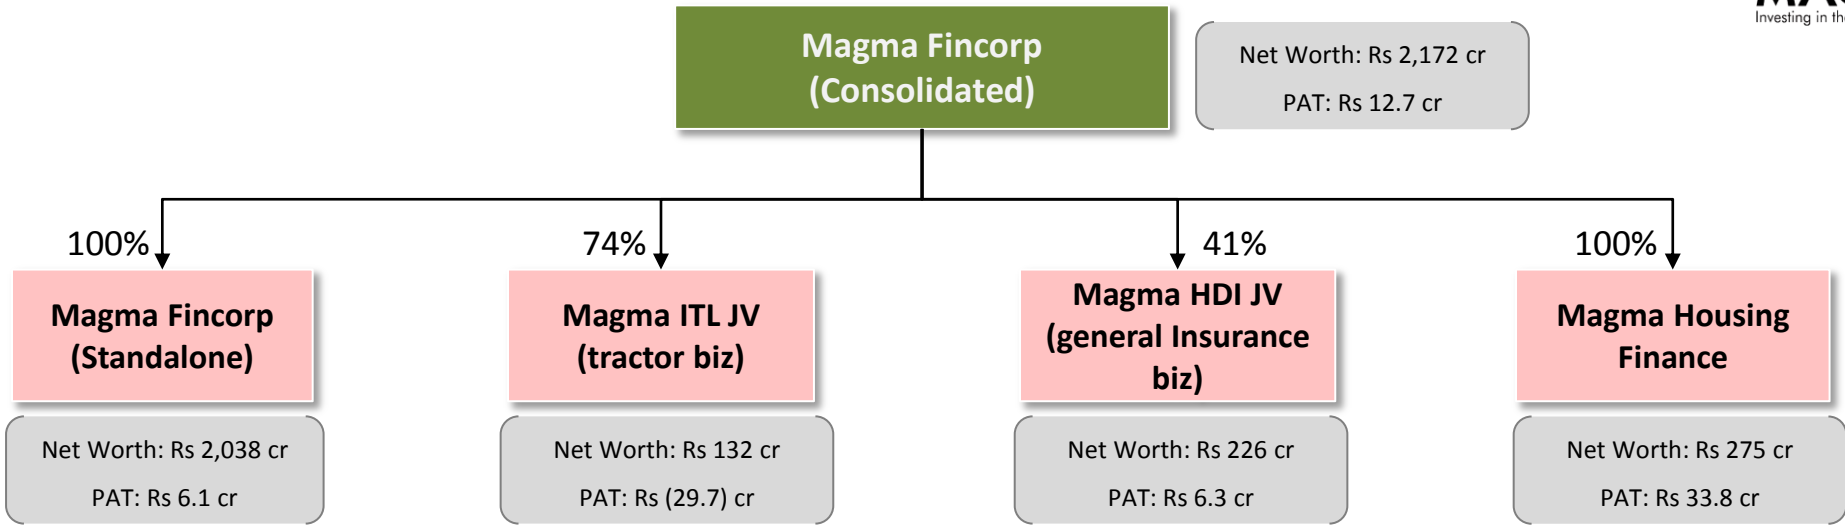 Investing in the
Magma Fincorp
(Consolidated)
Net Worth: Rs 2,172 cr
PAT: Rs 12.7 cr
100%
74%
41%
100%
Magma Fincorp
(Standalone)
Magma ITL JV
(tractor biz)
Magma HDI JV
(general Insurance
biz)
Magma Housing
Finance
Net Worth: Rs 2,038 cr
PAT: Rs 6.1 cr
Net Worth: Rs 132 cr
PAT: Rs (29.7) cr
Net Worth: Rs 226 cr
PAT: Rs 6.3 cr
Net Worth: Rs 275 cr
PAT: Rs 33.8 cr